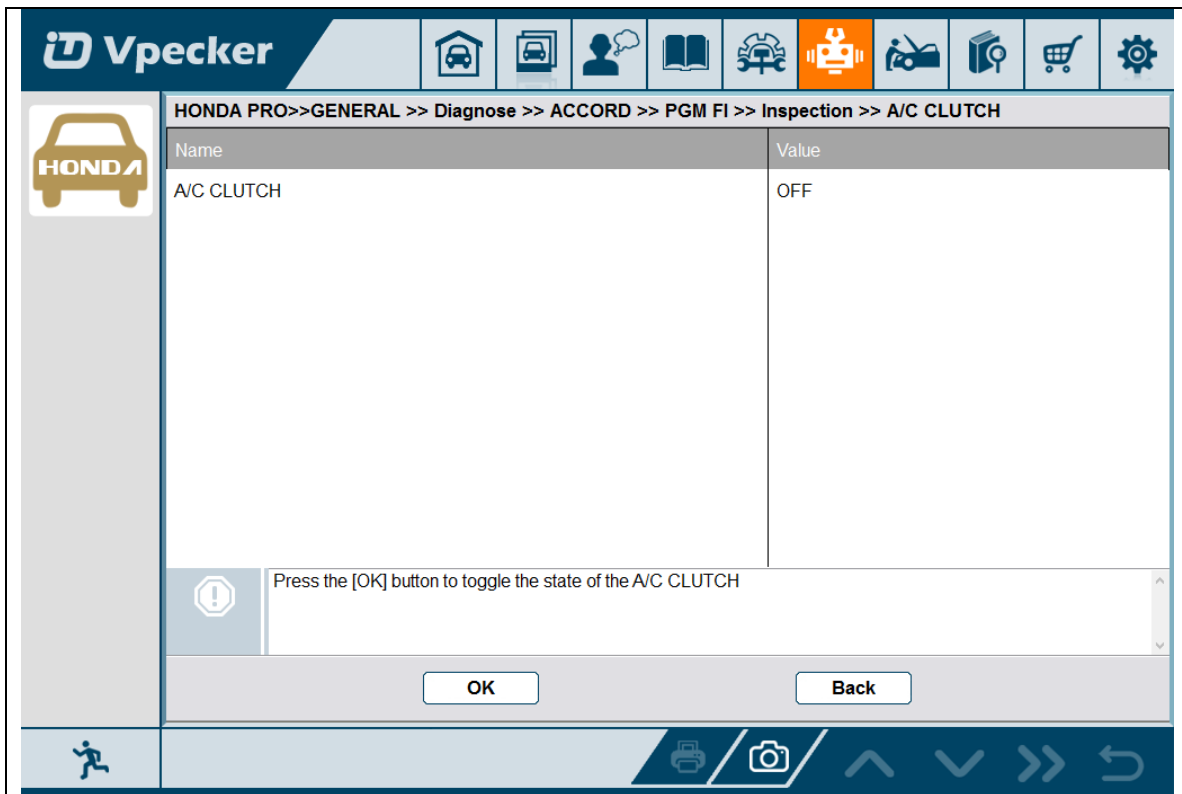 Vpecker
HONDA PRO>>GENERAL >> Diagnose >> ACCORD >> PGM FI >> Inspection >> A/C CLUTCH
HONDA
Name Value
A/C CLUTCH OFF
Press the [OK] button to toggle the state of the A/C CLUTCH
OK Back